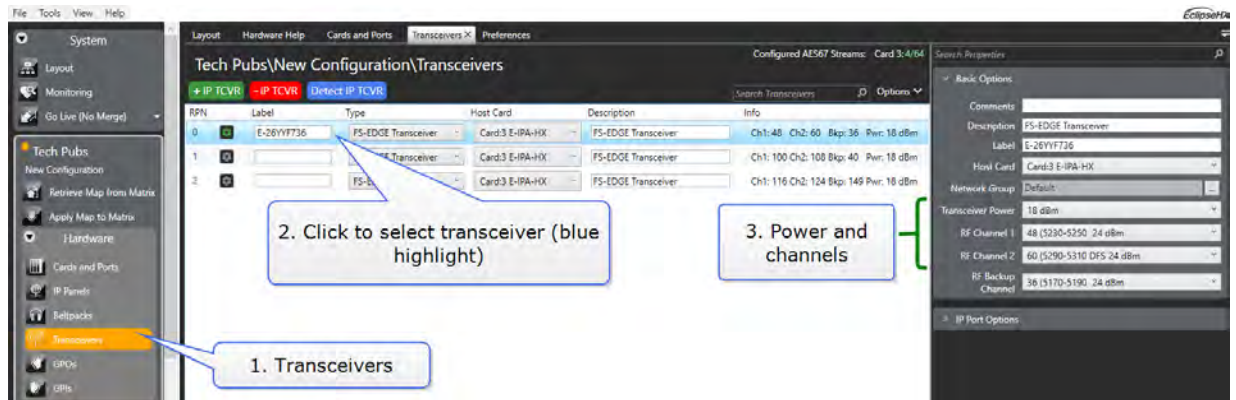 File Tools View Help
EclipseHX
System
Layout
Monitoring
Go Live (No Merge)
Tech Pubs
New Configuration
Retrieve Map from Matrix
Apply Map to Matrix
Hardware
Cards and Ports
IP Panels
Beltpacks
Transceivers
GPOs
GPIs
Layout Hardware Help Cards and Ports Transceivers X Preferences
Tech Pubs\New Configuration\Transceivers
Configured AES67 Streams: Card 3:4/64
+ IP TCVR - IP TCVR Detect IP TCVR
Search Transceivers Options
RPN Label Type Host Card Description Info
0 E-26YYF736 FS-EDGE Transceiver Card:3 E-IPA-HX FS-EDGE Transceiver Ch1: 48 Ch2: 60 Bkp: 36 Pwr: 18 dBm
1 EDGE Transceiver Card:3 E-IPA-HX FS-EDGE Transceiver Ch1: 100 Ch2: 108 Bkp: 40 Pwr: 18 dBm
2 Card:3 E-IPA-HX FS-EDGE Transceiver Ch1: 116 Ch2: 124 Bkp: 149 Pwr: 18 dBm
2. Click to select transceiver (blue
highlight)
3. Power and
channels
1. Transceivers
Search Properties
Basic Options
Comments
Description FS-EDGE Transceiver
Label E-26YYF736
Host Card Card:3 E-IPA-HX
Network Group Default ...
Transceiver Power 18 dBm
RF Channel 1 48 (5230-5250 24 dBm
RF Channel 2 60 (5290-5310 DFS 24 dBm
RF Backup
Channel 36 (5170-5190 24 dBm
IP Port Options